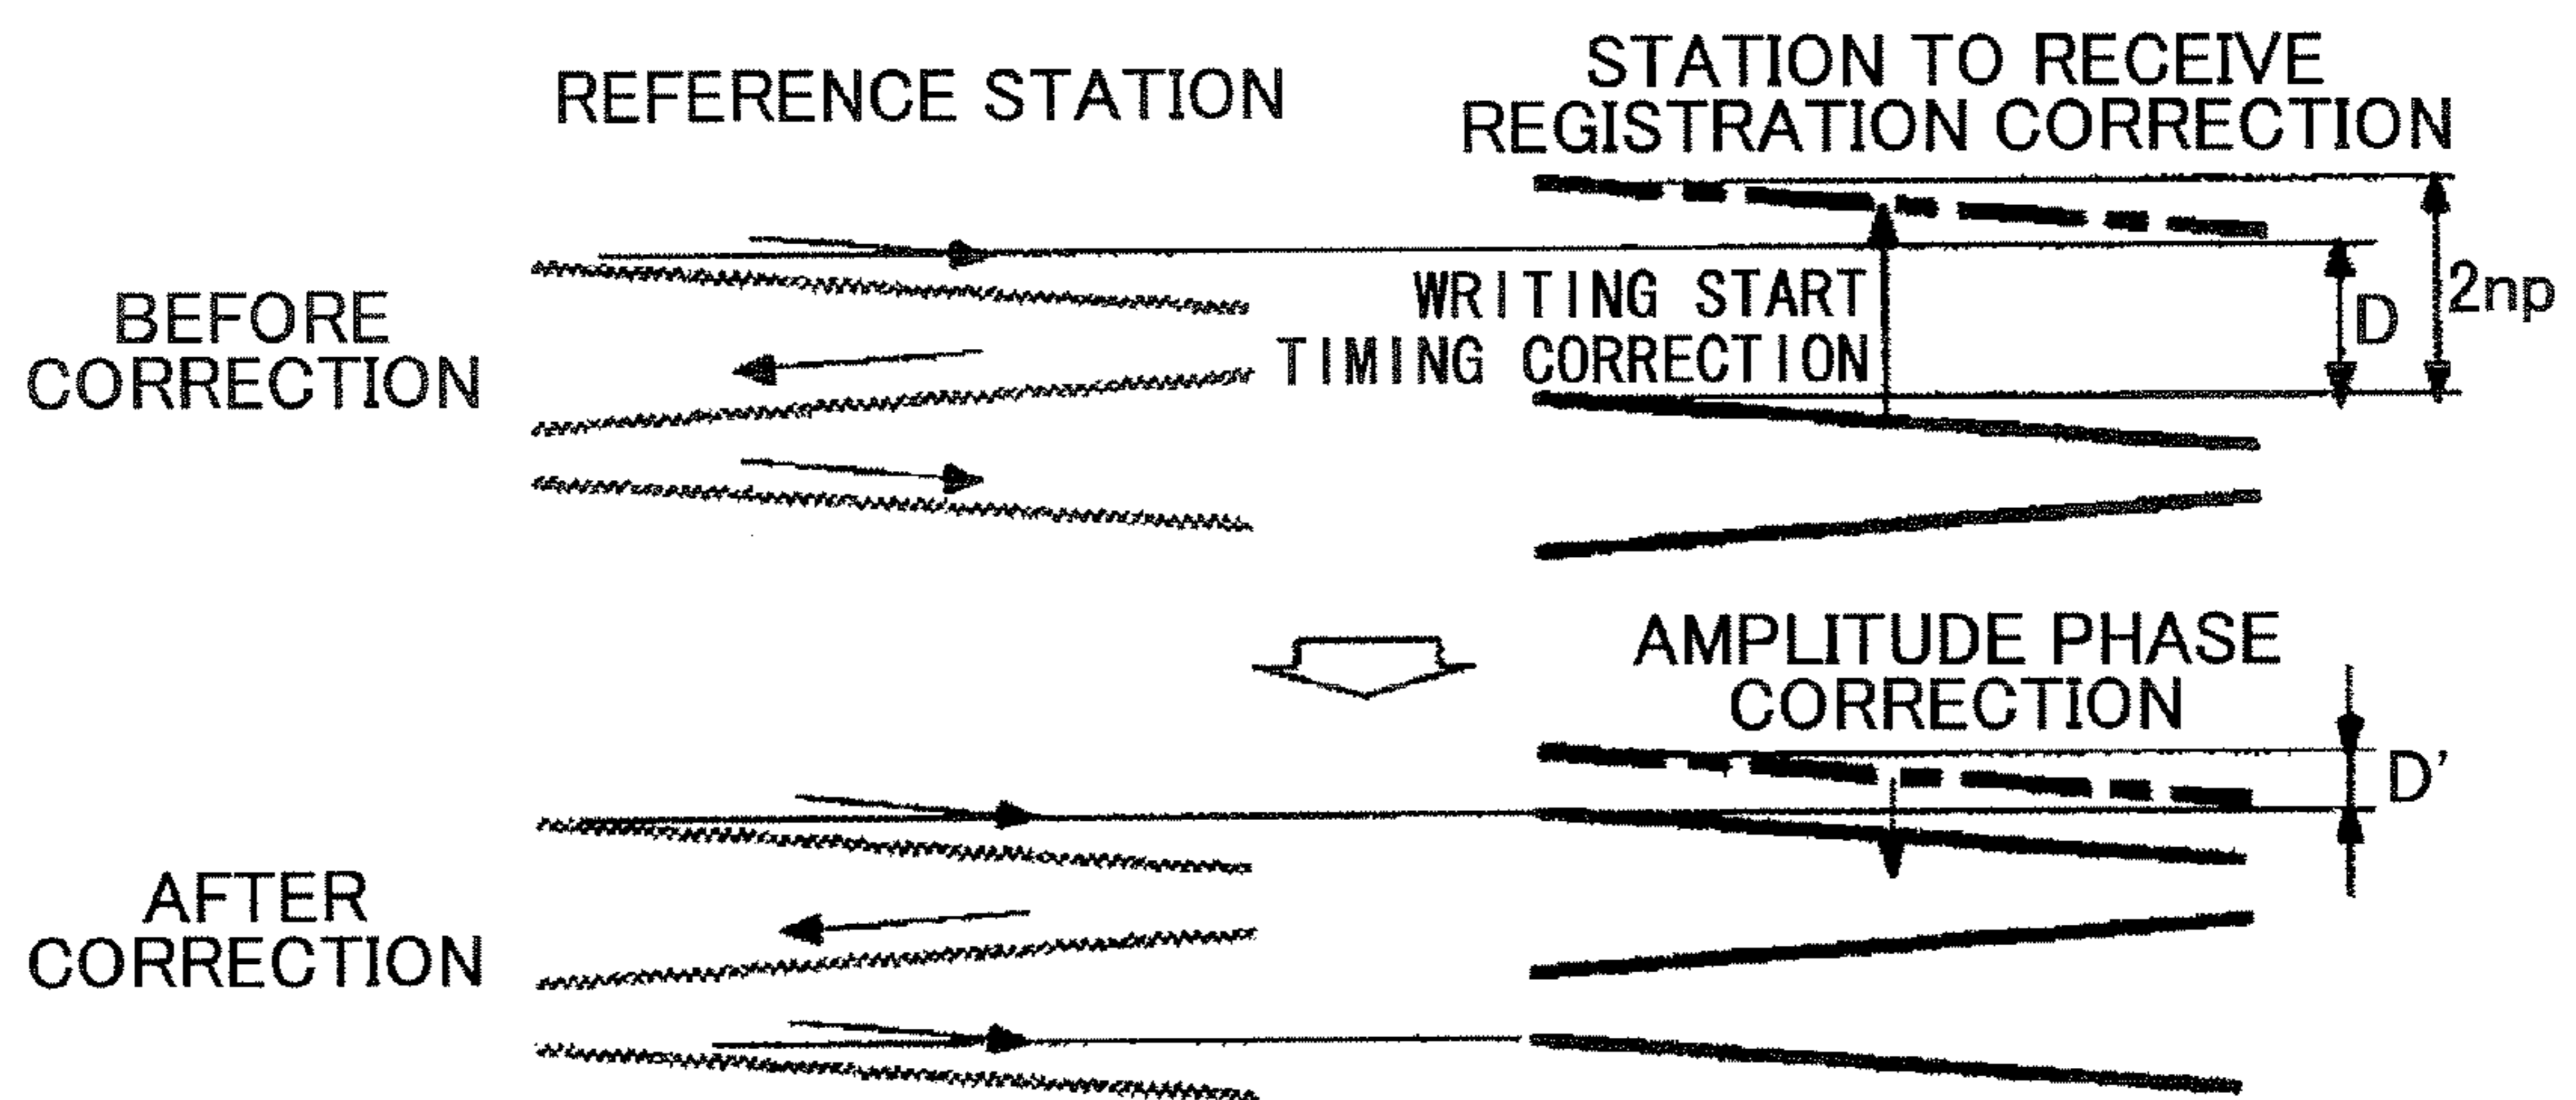 REFERENCE STATION
STATION TO RECEIVE
REGISTRATION CORRECTION
BEFORE
CORRECTION
WRITING START
TIMING CORRECTION
D
2np
AMPLITUDE PHASE
CORRECTION
D'
AFTER
CORRECTION